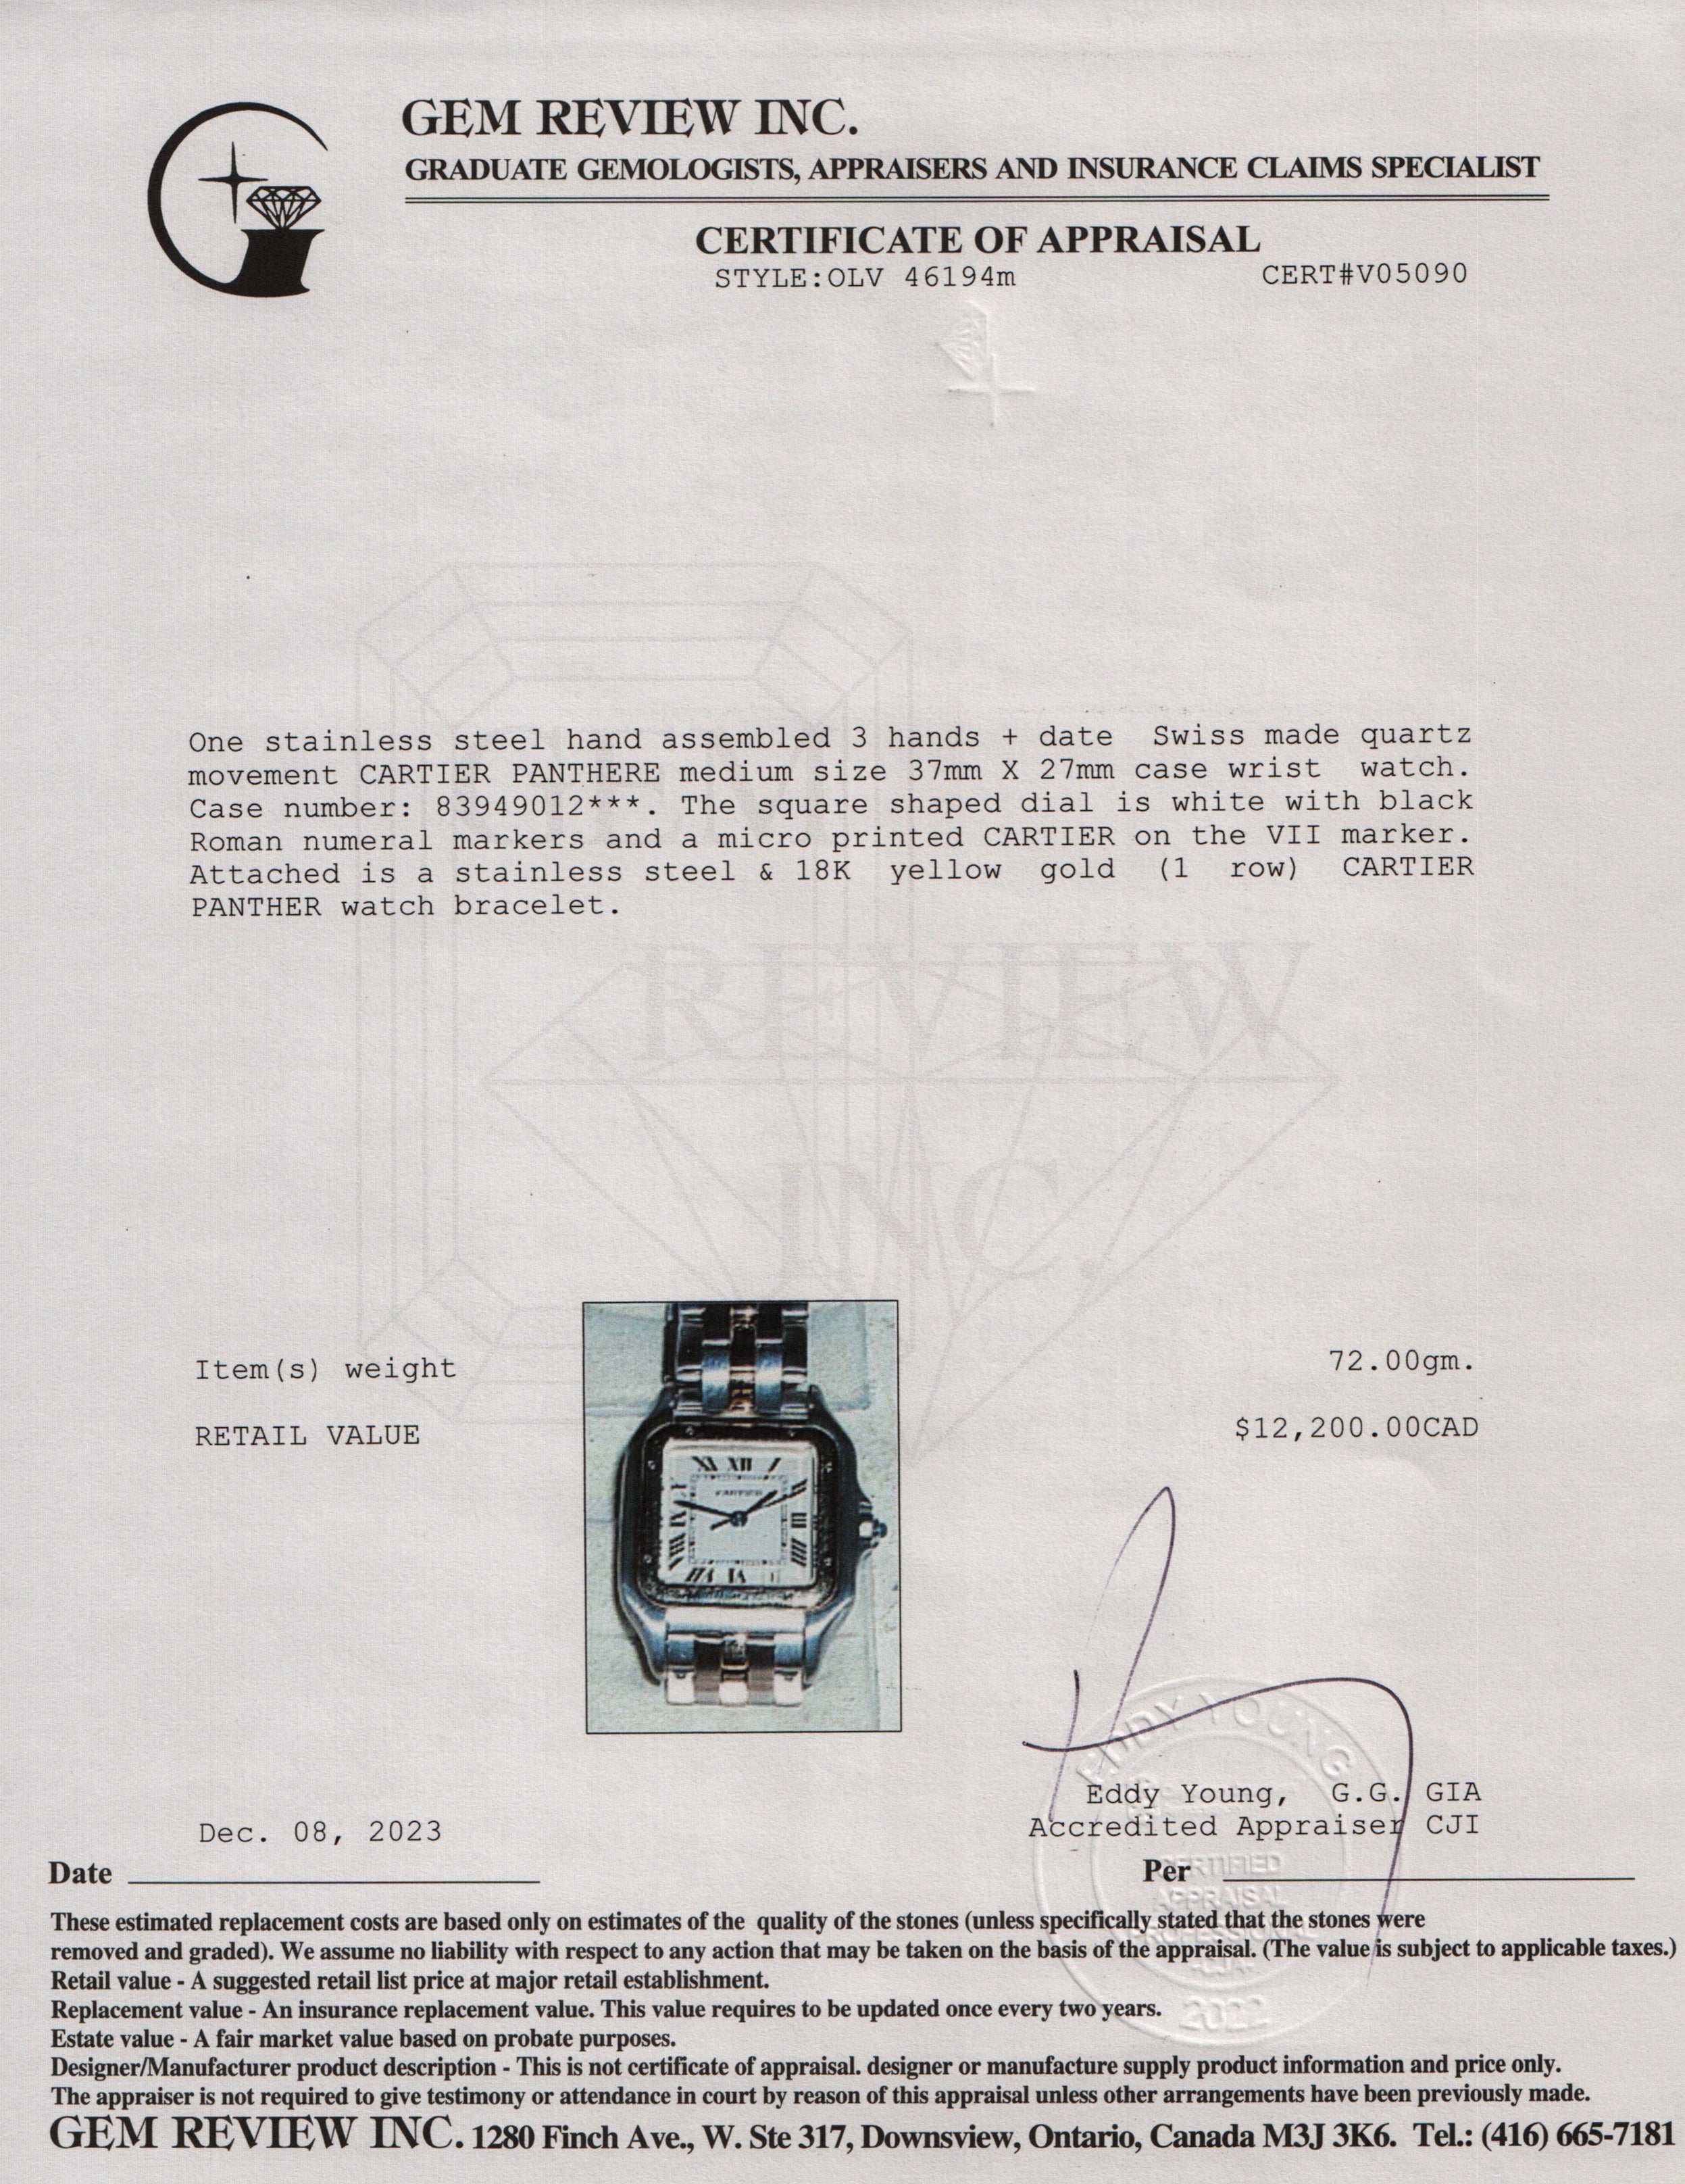 GEM REVIEW INC.
GRADUATE GEMOLOGISTS, APPRAISERS AND INSURANCE CLAIMS SPECIALIST
CERTIFICATE OF APPRAISAL
STYLE:OLV 46194m CERT#V05090
One stainless steel hand assembled 3 hands + date Swiss made quartz
movement CARTIER PANTHERE medium size 37mm X 27mm case wrist watch.
Case number: 83949012***. The square shaped dial is white with black
Roman numeral markers and a micro printed CARTIER on the VII marker.
Attached is a stainless steel & 18K yellow gold (1 row) CARTIER
PANTHER watch bracelet.
REVIEW
INC.
Item(s) weight 72.00gm.
RETAIL VALUE $12,200.00CAD
XII
CARTIER
EDDY YOUNG
Eddy Young, G.G. GIA
Accredited Appraiser CJI
Dec. 08, 2023
Date
Per
CERTIFIED
APPRAISAL
PROFESSIONAL
2022
These estimated replacement costs are based only on estimates of the quality of the stones (unless specifically stated that the stones were
removed and graded). We assume no liability with respect to any action that may be taken on the basis of the appraisal. (The value is subject to applicable taxes.)
Retail value - A suggested retail list price at major retail establishment.
Replacement value - An insurance replacement value. This value requires to be updated once every two years.
Estate value - A fair market value based on probate purposes.
Designer/Manufacturer product description - This is not certificate of appraisal. designer or manufacture supply product information and price only.
The appraiser is not required to give testimony or attendance in court by reason of this appraisal unless other arrangements have been previously made.
GEM REVIEW INC. 1280 Finch Ave., W. Ste 317, Downsview, Ontario, Canada M3J 3K6. Tel.: (416) 665-7181